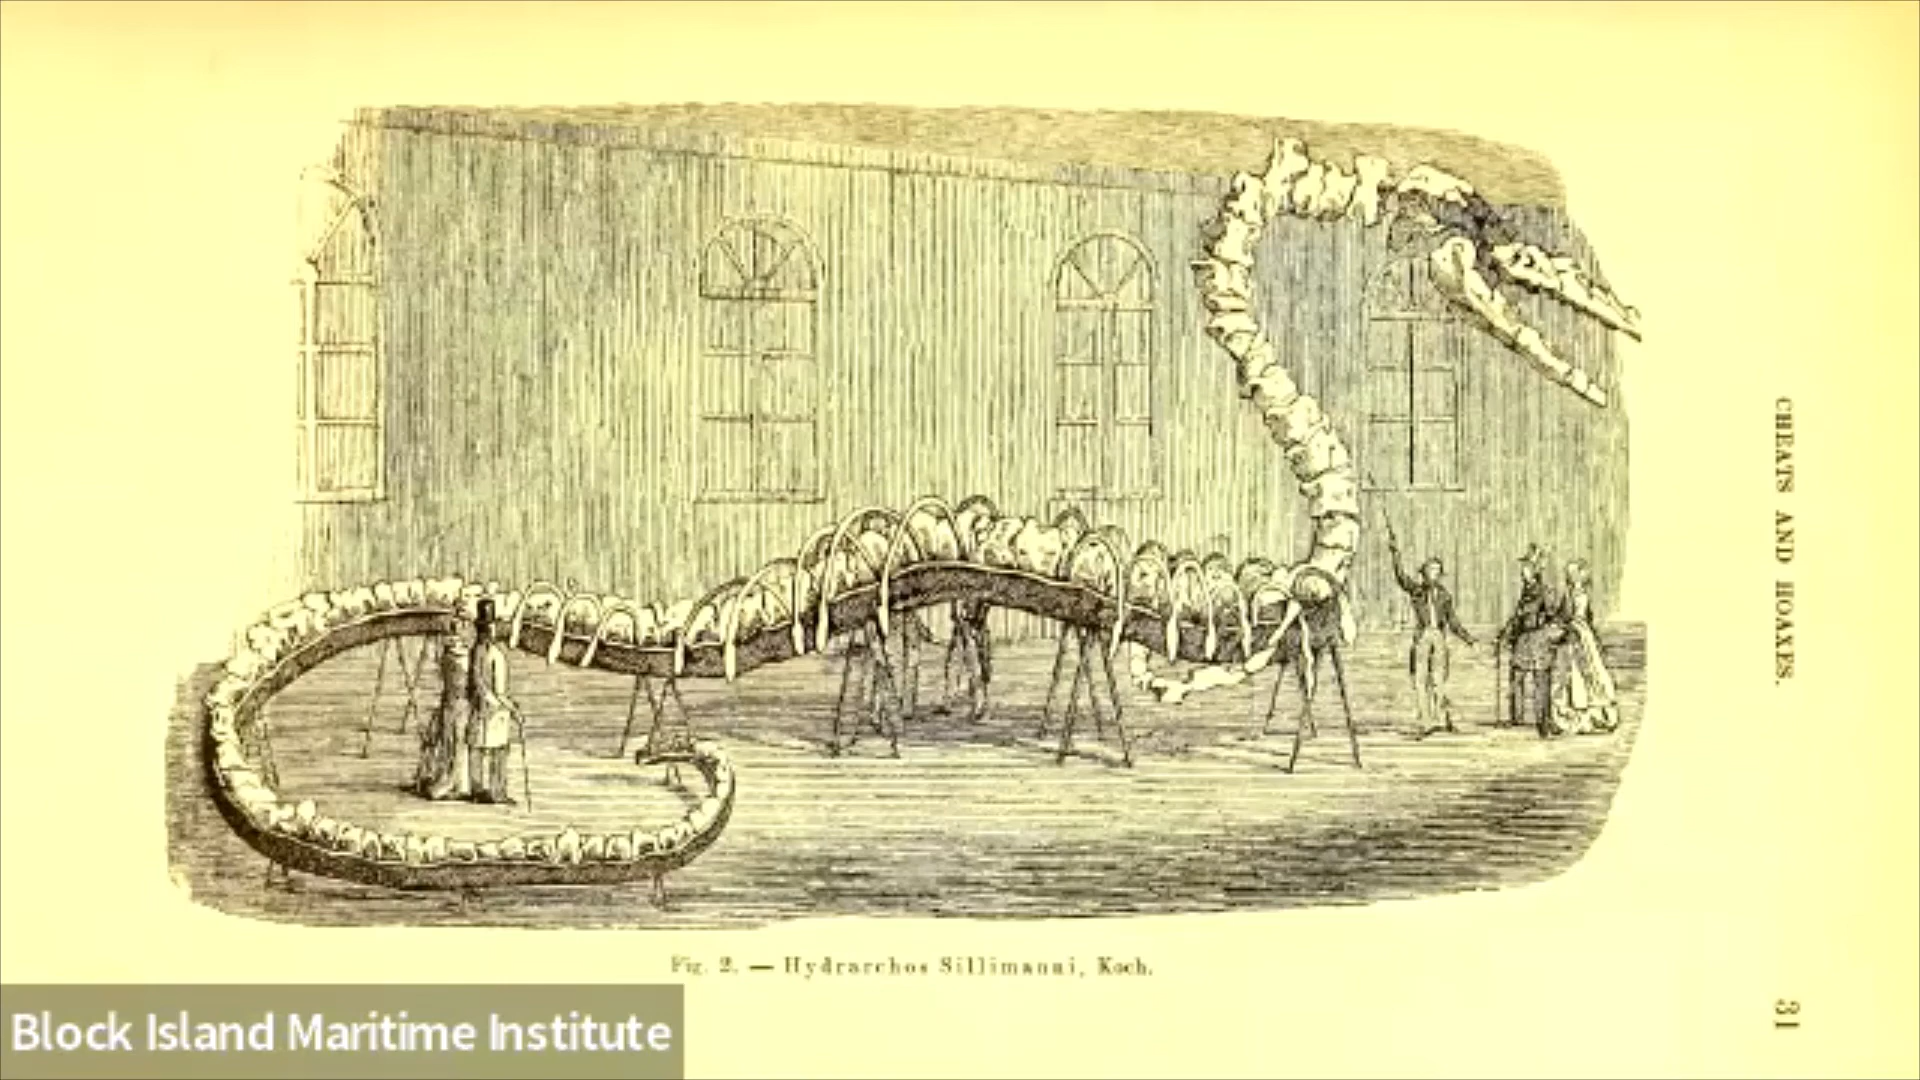 CHEATS AND HOAXES.
31
Fig. 2. — Hydrarchos Sillimanni, Koch.
Block Island Maritime Institute